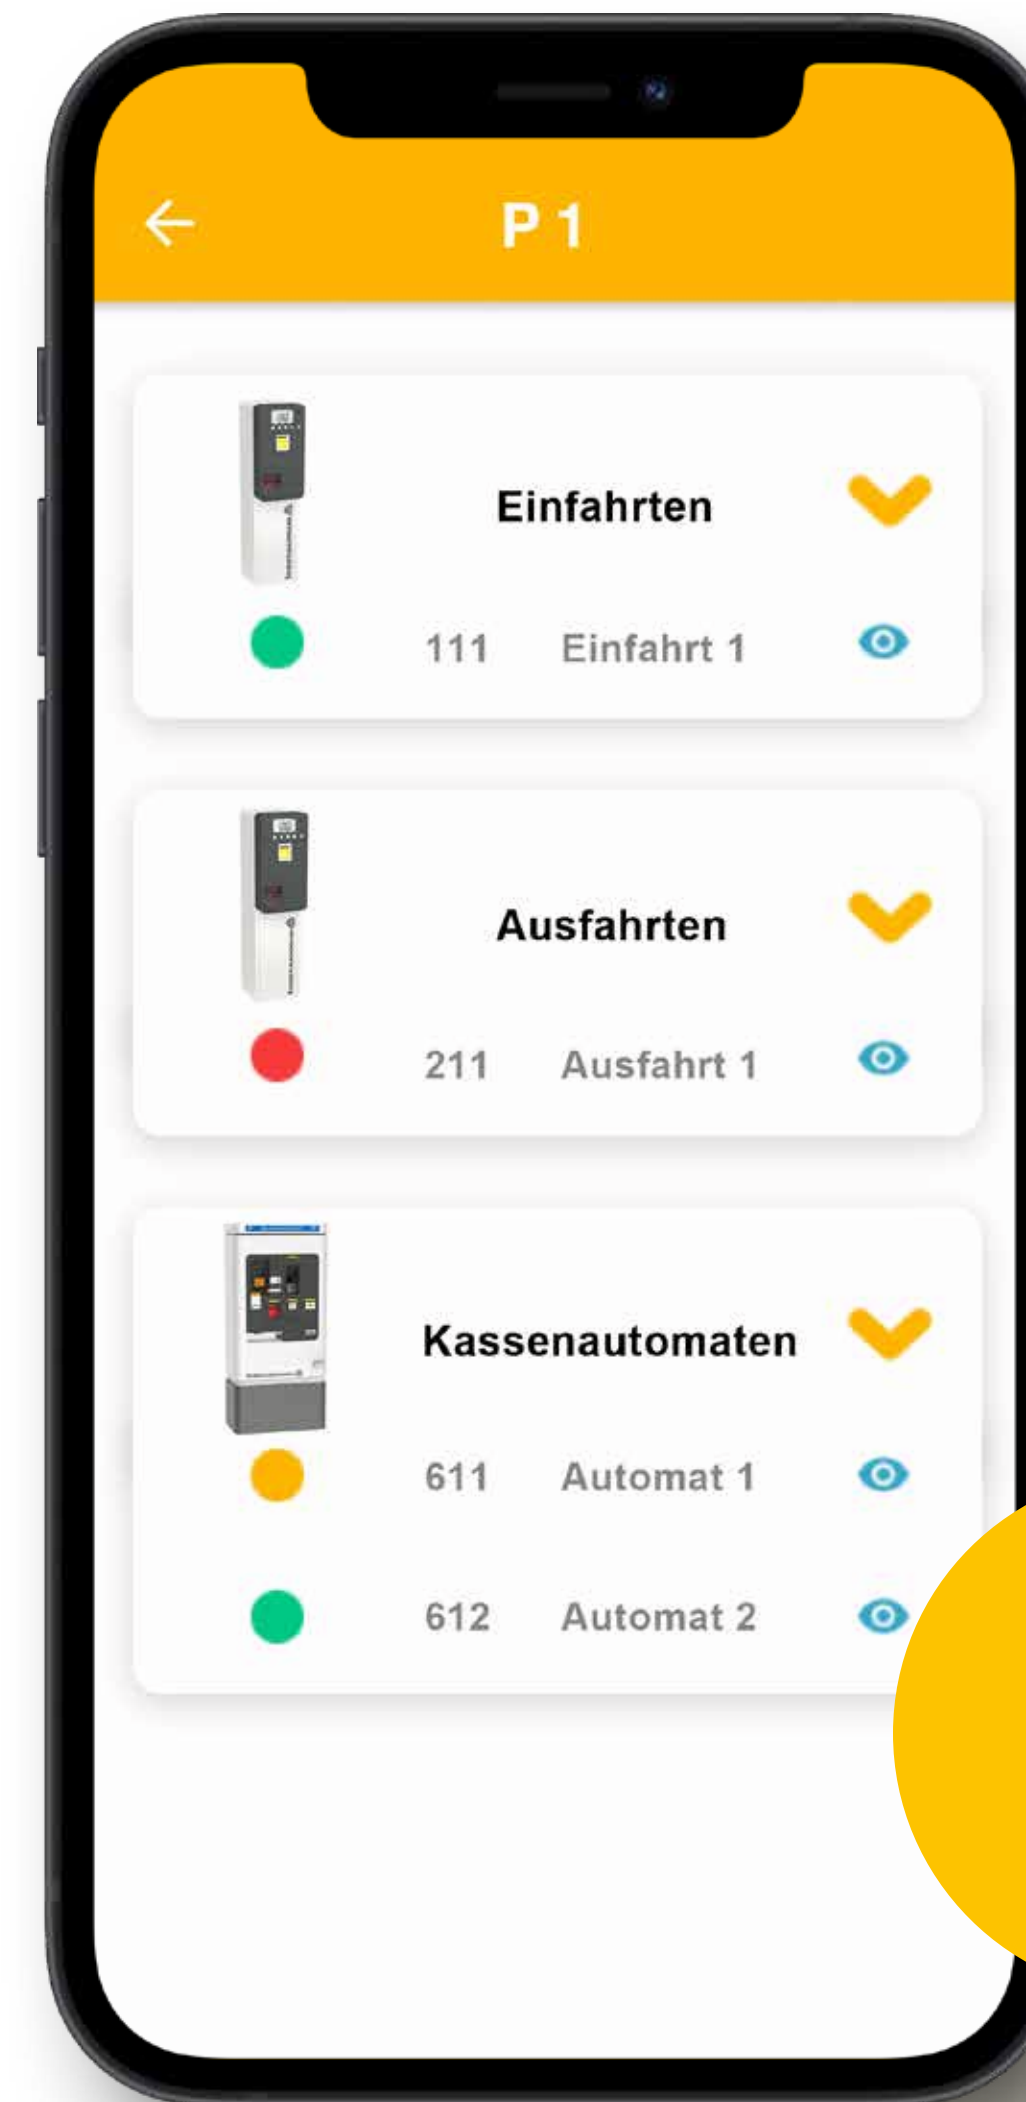 P 1
Einfahrten
111 Einfahrt 1
Ausfahrten
211 Ausfahrt 1
Kassenautomaten
611 Automat 1
612 Automat 2